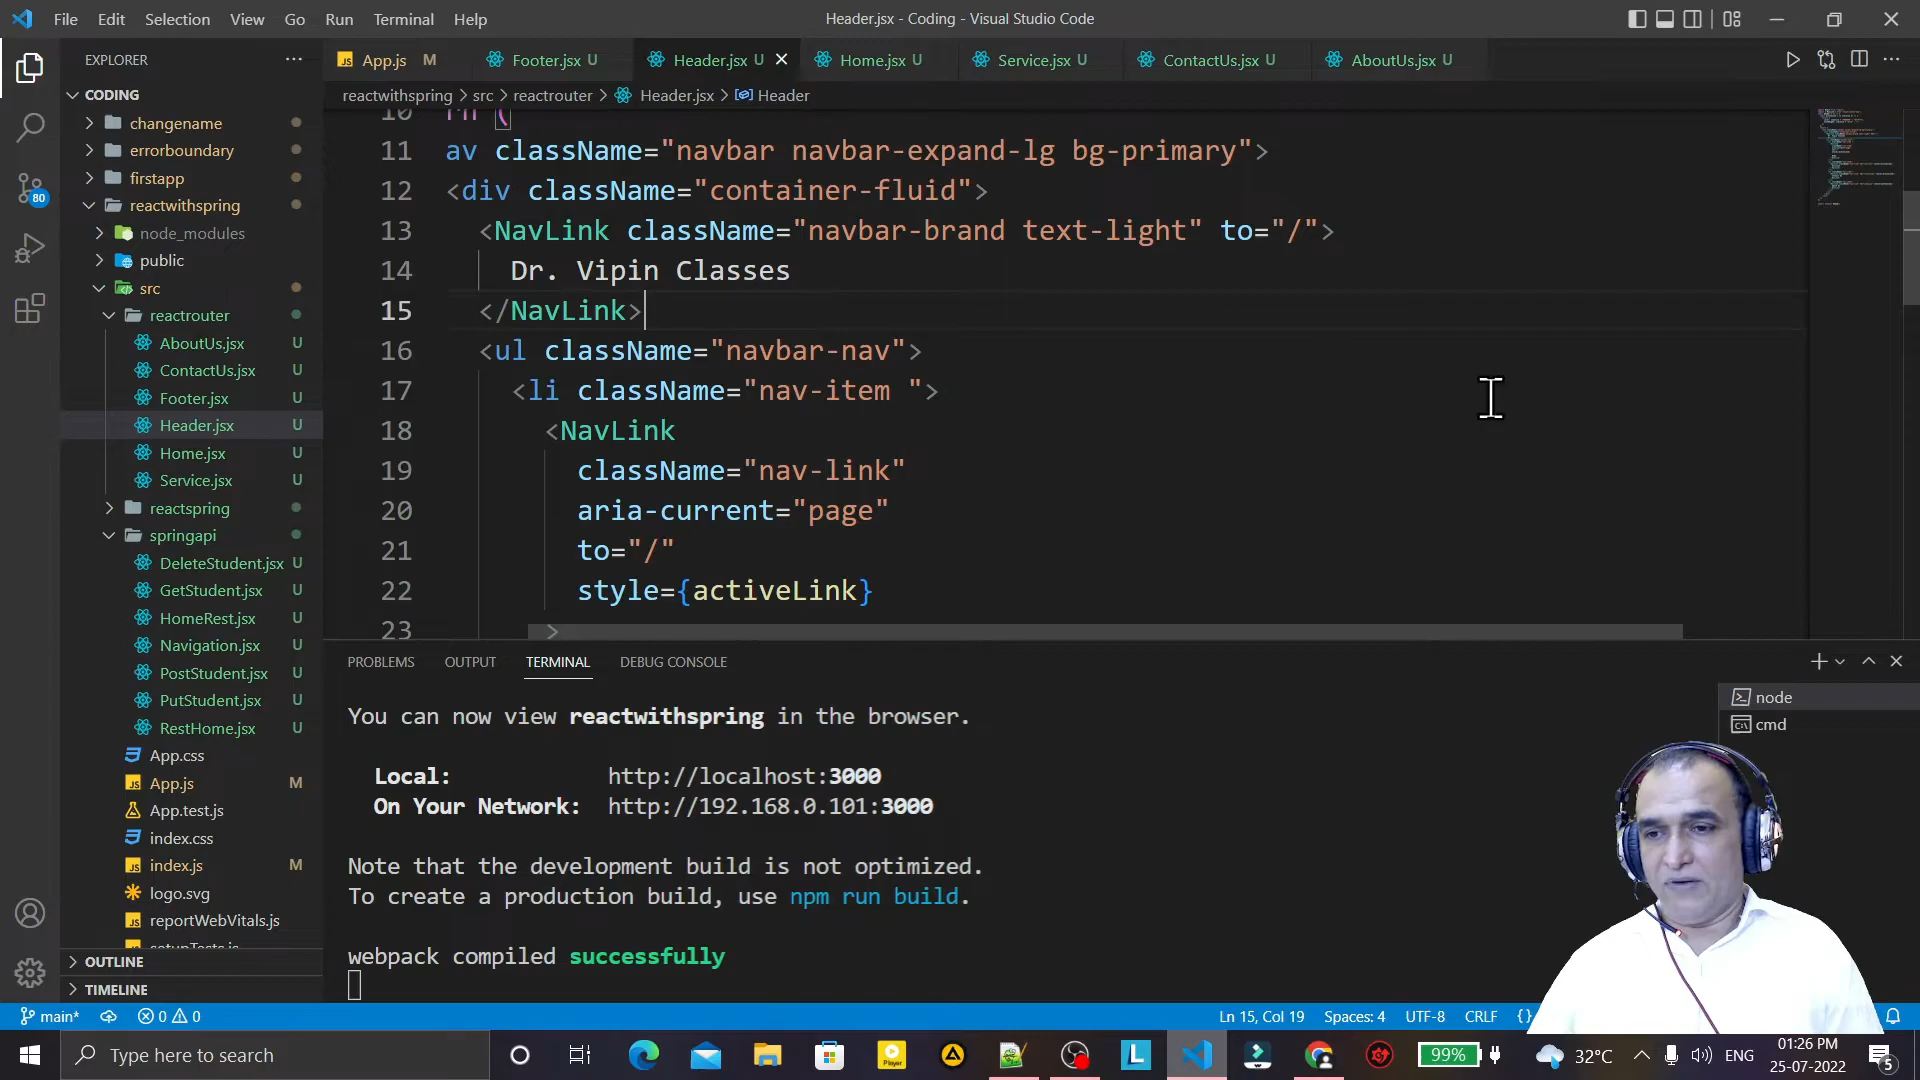 File Edit Selection View Go Run Terminal Help
Header.jsx - Coding - Visual Studio Code
EXPLORER
App.js M Footer.jsx U Header.jsx U Home.jsx U Service.jsx U ContactUs.jsx U AboutUs.jsx U
reactwithspring > src > reactrouter > Header.jsx > Header
CODING
changename
errorboundary
firstapp
reactwithspring
node_modules
public
src
reactrouter
AboutUs.jsx U
ContactUs.jsx U
Footer.jsx U
Header.jsx U
Home.jsx U
Service.jsx U
reactspring
springapi
DeleteStudent.jsx U
GetStudent.jsx U
HomeRest.jsx U
Navigation.jsx U
PostStudent.jsx U
PutStudent.jsx U
RestHome.jsx U
App.css
App.js M
App.test.js
index.css
index.js M
logo.svg
reportWebVitals.js
setupTests.js
OUTLINE
TIMELINE
80
10 rn (
11 av className="navbar navbar-expand-lg bg-primary">
12 <div className="container-fluid">
13 <NavLink className="navbar-brand text-light" to="/">
14 Dr. Vipin Classes
15 </NavLink>
16 <ul className="navbar-nav">
17 <li className="nav-item ">
18 <NavLink
19 className="nav-link"
20 aria-current="page"
21 to="/"
22 style={activeLink}
23 >
PROBLEMS OUTPUT TERMINAL DEBUG CONSOLE
node
cmd
You can now view reactwithspring in the browser.
Local: http://localhost:3000
On Your Network: http://192.168.0.101:3000
Note that the development build is not optimized.
To create a production build, use npm run build.
webpack compiled successfully
main* 0 0 Ln 15, Col 19 Spaces: 4 UTF-8 CRLF {}
Type here to search
Player
L
99%
32°C
ENG
01:26 PM
25-07-2022
5